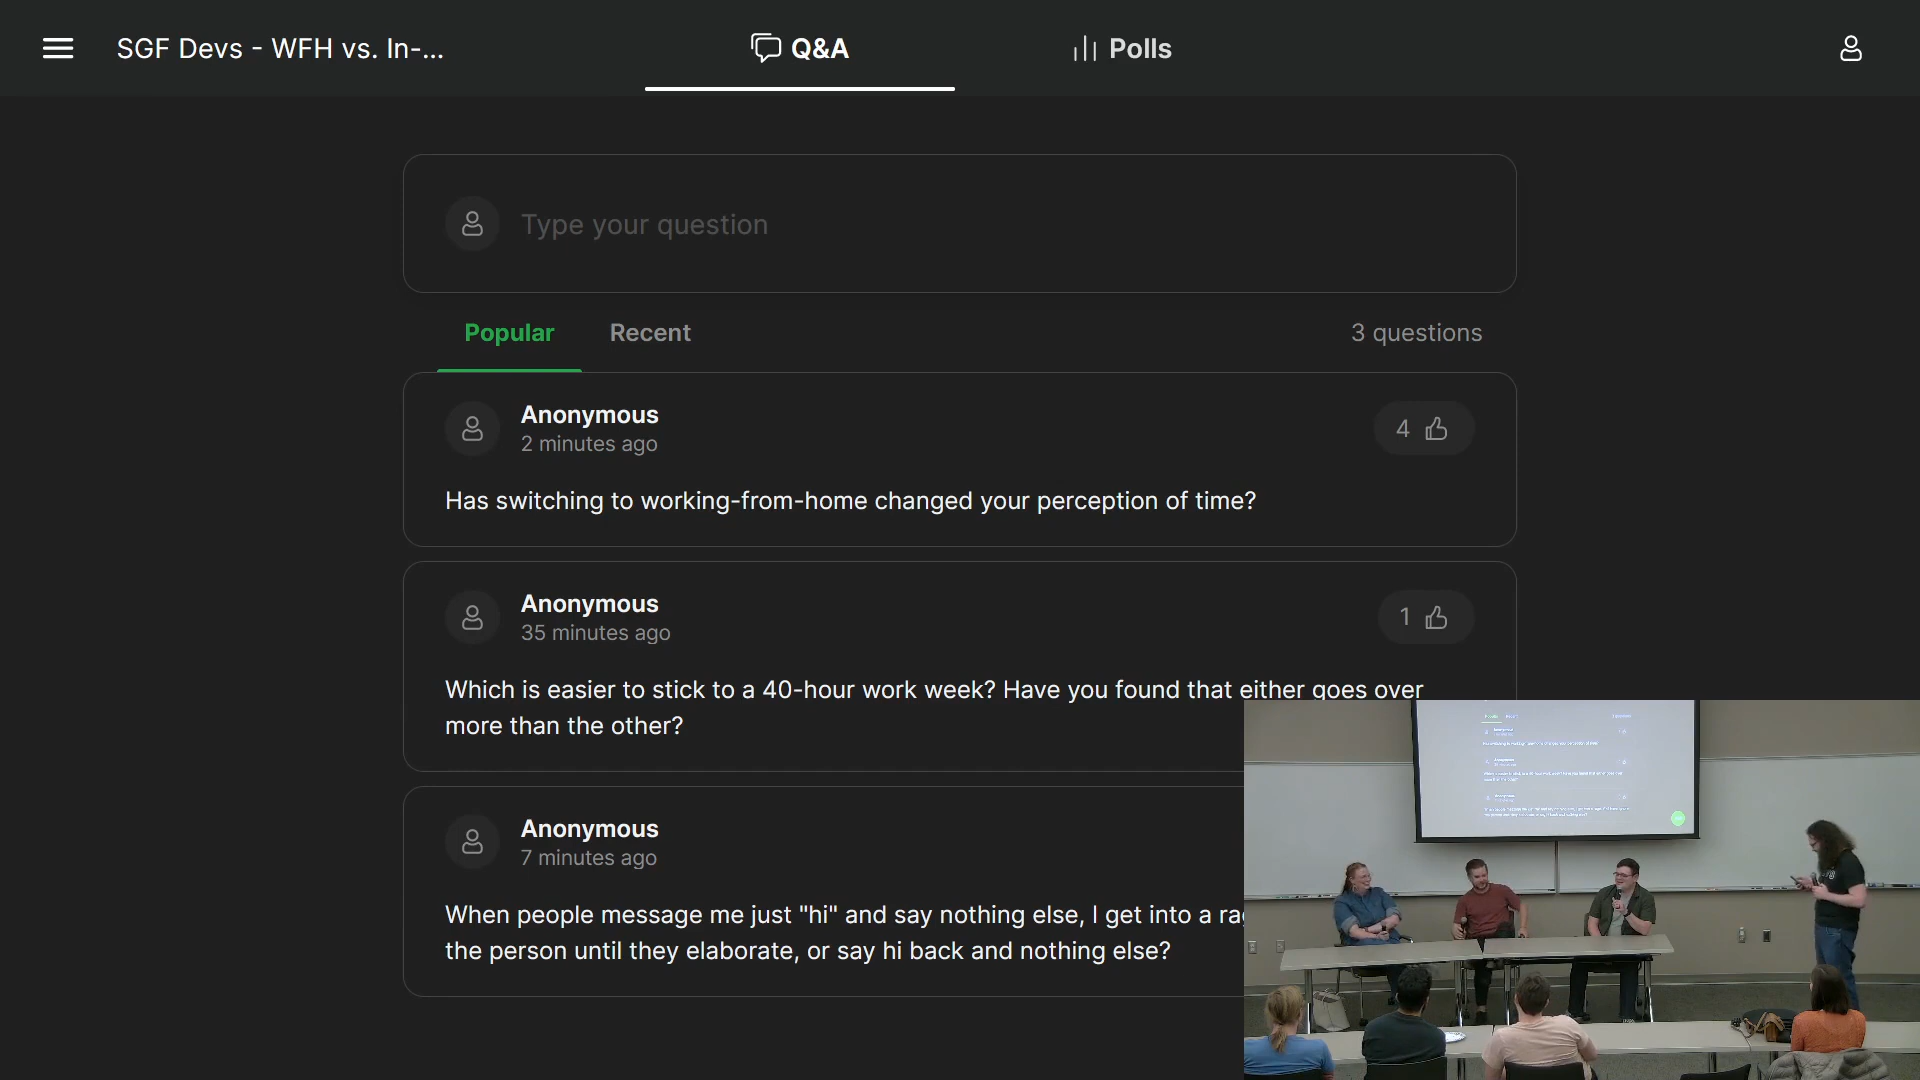 SGF Devs - WFH vs. In-...
Q&A
Polls
Type your question
Popular
Recent
3 questions
Anonymous
2 minutes ago
4
Has switching to working-from-home changed your perception of time?
Anonymous
35 minutes ago
1
Which is easier to stick to a 40-hour work week? Have you found that either goes over
more than the other?
Anonymous
7 minutes ago
When people message me just "hi" and say nothing else, I get into a
the person until they elaborate, or say hi back and nothing else?